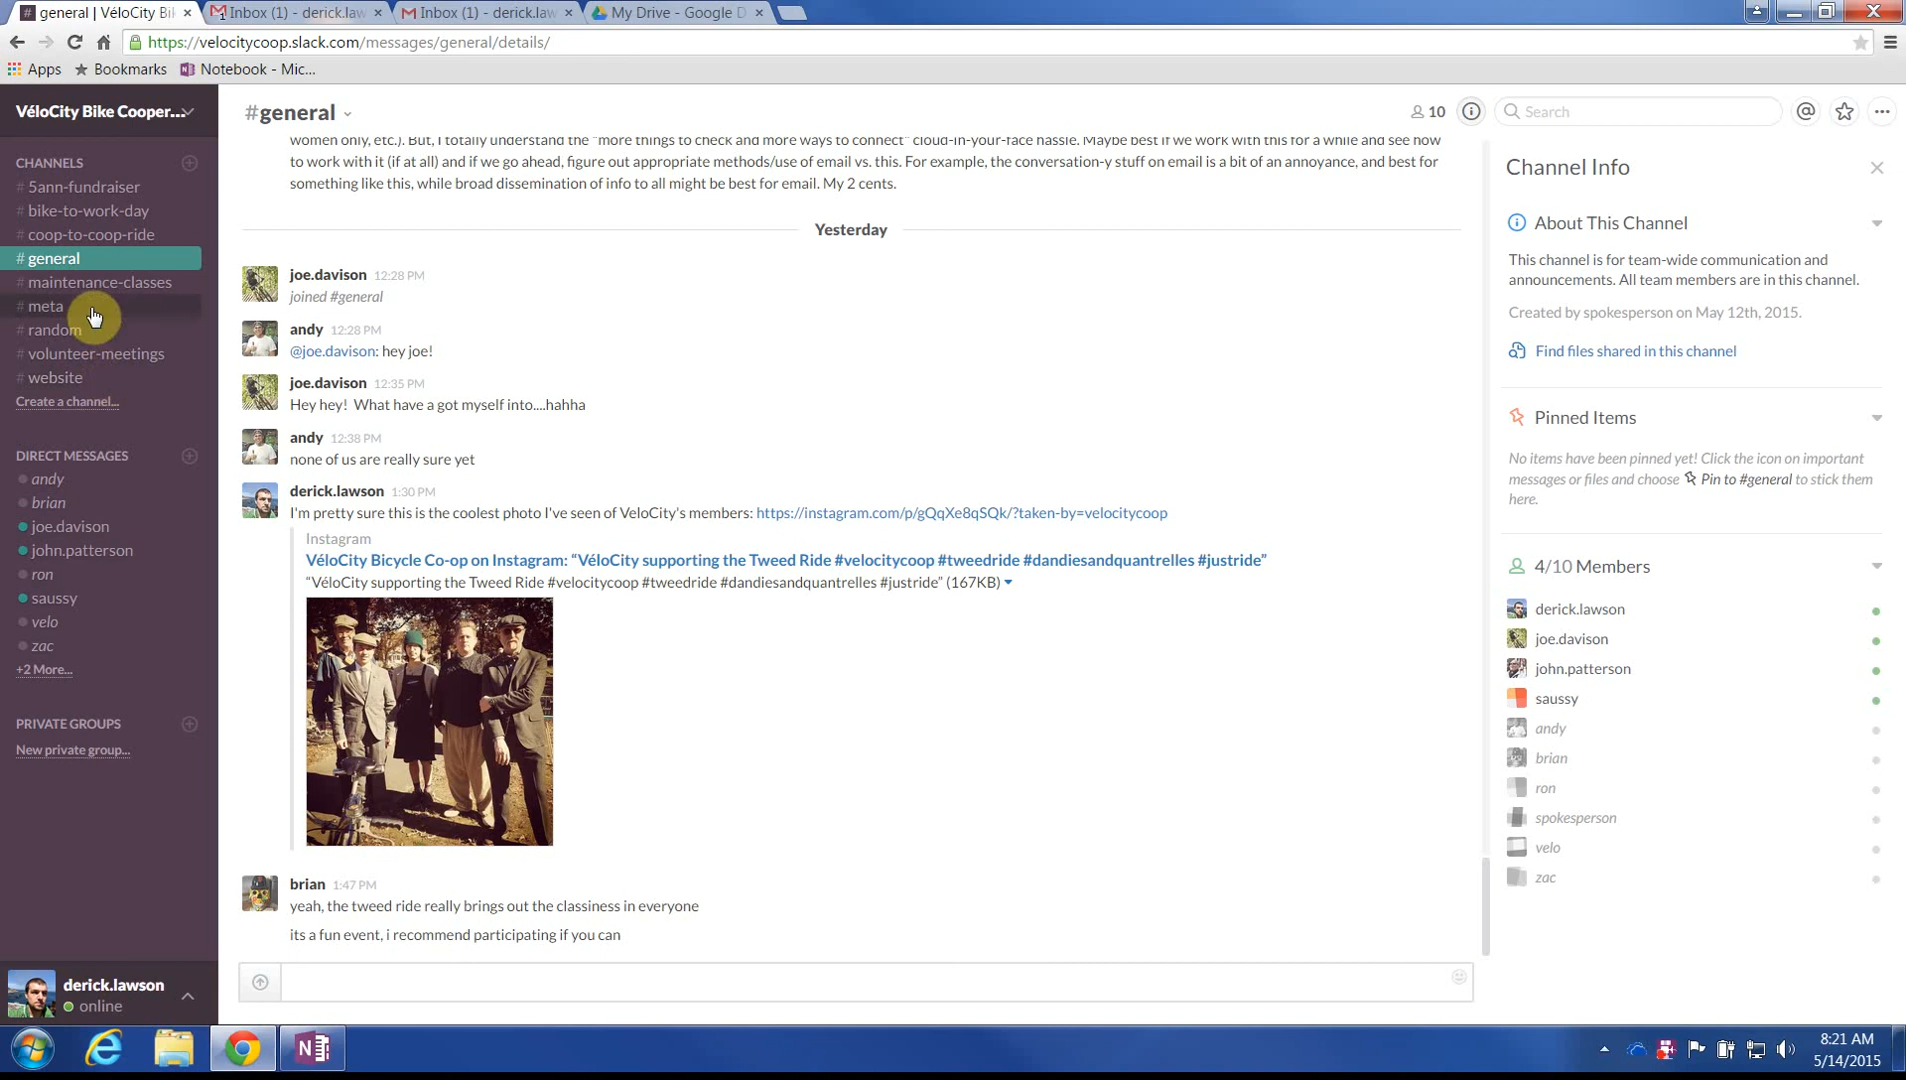 # general | VéloCity Bi
Inbox (1) - derick.law
Inbox (1) - derick.law
My Drive - Google D
https://velocitycoop.slack.com/messages/general/details/
Apps
Bookmarks
Notebook - Mic...
VéloCity Bike Cooper...
#general
10
Search
CHANNELS
# 5ann-fundraiser
# bike-to-work-day
# coop-to-coop-ride
# general
# maintenance-classes
# meta
# random
# volunteer-meetings
# website
Create a channel...
DIRECT MESSAGES
andy
brian
joe.davison
john.patterson
ron
saussy
velo
zac
+2 More...
PRIVATE GROUPS
New private group...
derick.lawson
online
women only, etc.). But, I totally understand the "more things to check and more ways to connect" cloud-in-your-face hassle. Maybe best if we work with this for a while and see how
to work with it (if at all) and if we go ahead, figure out appropriate methods/use of email vs. this. For example, the conversation-y stuff on email is a bit of an annoyance, and best for
something like this, while broad dissemination of info to all might be best for email. My 2 cents.
Yesterday
joe.davison 12:28 PM
joined #general
andy 12:28 PM
@joe.davison: hey joe!
joe.davison 12:35 PM
Hey hey! What have a got myself into....hahha
andy 12:38 PM
none of us are really sure yet
derick.lawson 1:30 PM
I'm pretty sure this is the coolest photo I've seen of VeloCity's members: https://instagram.com/p/gQqXe8qSQk/?taken-by=velocitycoop
Instagram
VéloCity Bicycle Co-op on Instagram: “VéloCity supporting the Tweed Ride #velocitycoop #tweedride #dandiesandquantrelles #justride”
“VéloCity supporting the Tweed Ride #velocitycoop #tweedride #dandiesandquantrelles #justride” (167KB)
brian 1:47 PM
yeah, the tweed ride really brings out the classiness in everyone
its a fun event, i recommend participating if you can
Channel Info
About This Channel
This channel is for team-wide communication and
announcements. All team members are in this channel.
Created by spokesperson on May 12th, 2015.
Find files shared in this channel
Pinned Items
No items have been pinned yet! Click the icon on important
messages or files and choose Pin to #general to stick them
here.
4/10 Members
derick.lawson
joe.davison
john.patterson
saussy
andy
brian
ron
spokesperson
velo
zac
8:21 AM
5/14/2015